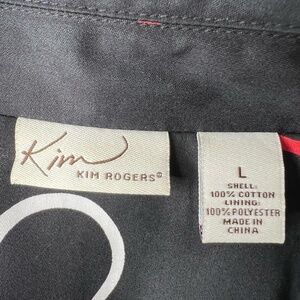 Kim
KIM ROGERS®
L
SHELL:
100% COTTON
LINING:
100% POLYESTER
MADE IN
CHINA